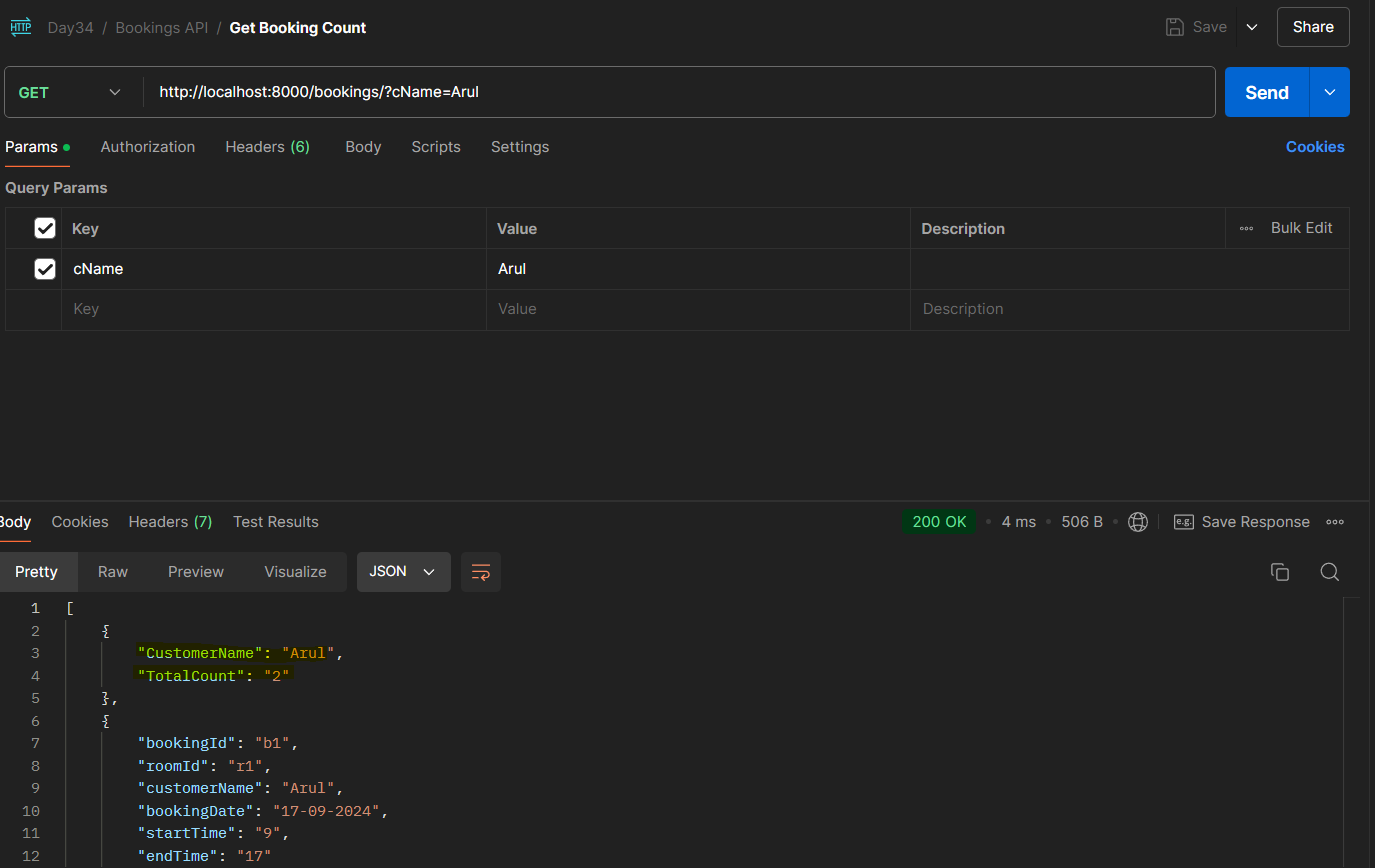 HTTP Day34 / Bookings API / Get Booking Count Save Share
GET http://localhost:8000/bookings/?cName=Arul Send
Params Authorization Headers (6) Body Scripts Settings Cookies
Query Params
Key Value Description Bulk Edit
cName Arul
Key Value Description
Body Cookies Headers (7) Test Results 200 OK 4 ms 506 B e.g. Save Response
Pretty Raw Preview Visualize JSON
1 [
2 {
3 "CustomerName": "Arul",
4 "TotalCount": "2"
5 },
6 {
7 "bookingId": "b1",
8 "roomId": "r1",
9 "customerName": "Arul",
10 "bookingDate": "17-09-2024",
11 "startTime": "9",
12 "endTime": "17"